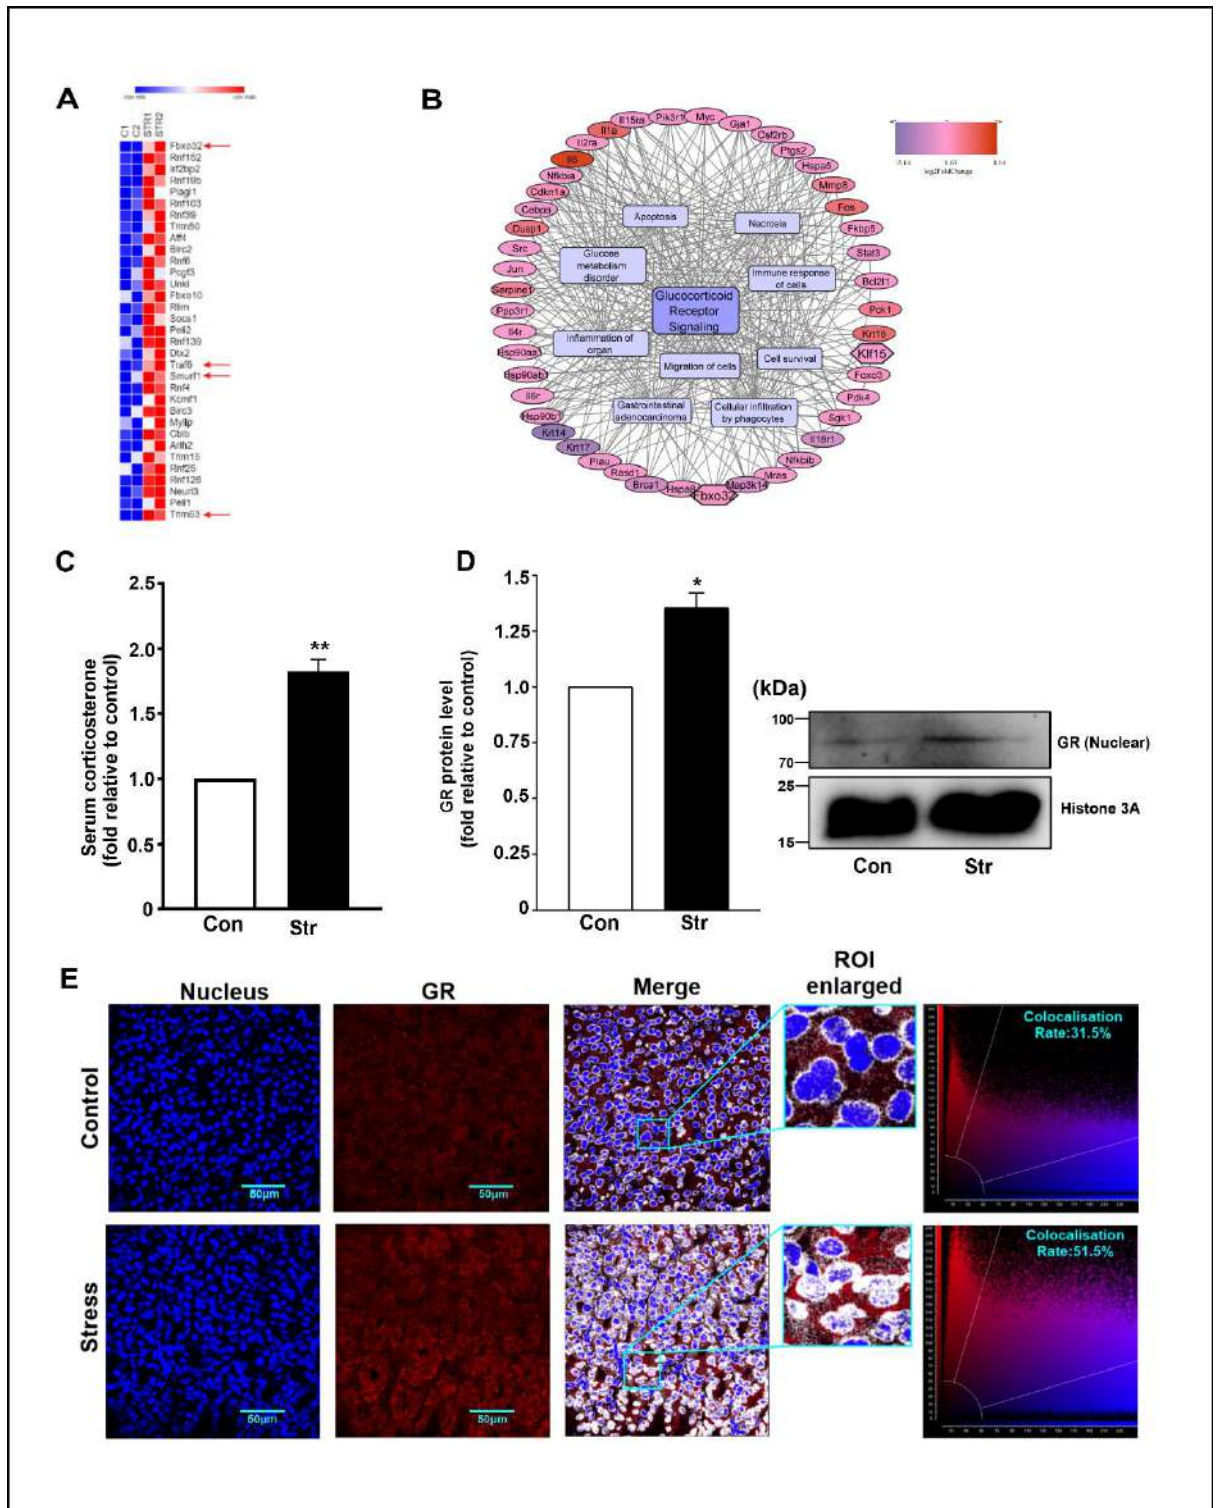 A
C1
C2
STR1
STR2
Fbxo32
Rnf152
Irf2bp2
Rnf19b
Plagl1
Rnf103
Rnf39
Trim50
Aff4
Birc2
Rnf6
Pcgf3
Unkl
Fbxo10
Rlim
Socs1
Peli2
Rnf139
Dtx2
Traf6
Smurf1
Rnf4
Kcmf1
Birc3
Mylip
Cblb
Arih2
Trim15
Rnf25
Rnf126
Neurl3
Peli1
Trim63
B
Il15ra
Pik3r1
Myc
Gja1
Csf2rb
Ptgs2
Hspa5
Mmp8
Fos
Fkbp5
Stat3
Bcl2l1
Pck1
Krt16
Klf15
Foxo3
Pdk4
Sgk1
Il18r1
Nfkbib
Mras
Map3k14
Fbxo32
Hspa8
Brca1
Rasd1
Plau
Krt17
Krt14
Hsp90b1
Il6r
Hsp90ab1
Hsp90aa1
Il4r
Ppp3r1
Serpine1
Jun
Src
Dusp1
Cebpa
Cdkn1a
Nfkbia
Il6
Il2ra
Il1a
Apoptosis
Necrosis
Glucose
metabolism
disorder
Immune response
of cells
Glucocorticoid
Receptor
Signaling
Inflammation of
organ
Migration of cells
Cell survival
Gastrointestinal
adenocarcinoma
Cellular infiltration
by phagocytes
log2FoldChange
C
Serum corticosterone
(fold relative to control)
2.5
2.0
1.5
1.0
0.5
0
**
Con
Str
D
GR protein level
(fold relative to control)
1.5
1.25
1.0
0.75
0.5
0.25
0
*
Con
Str
(kDa)
100
70
GR (Nuclear)
25
15
Histone 3A
Con
Str
E
Nucleus
GR
Merge
ROI
enlarged
Control
50µm
50µm
Colocalisation
Rate:31.5%
Stress
50µm
50µm
Colocalisation
Rate:51.5%